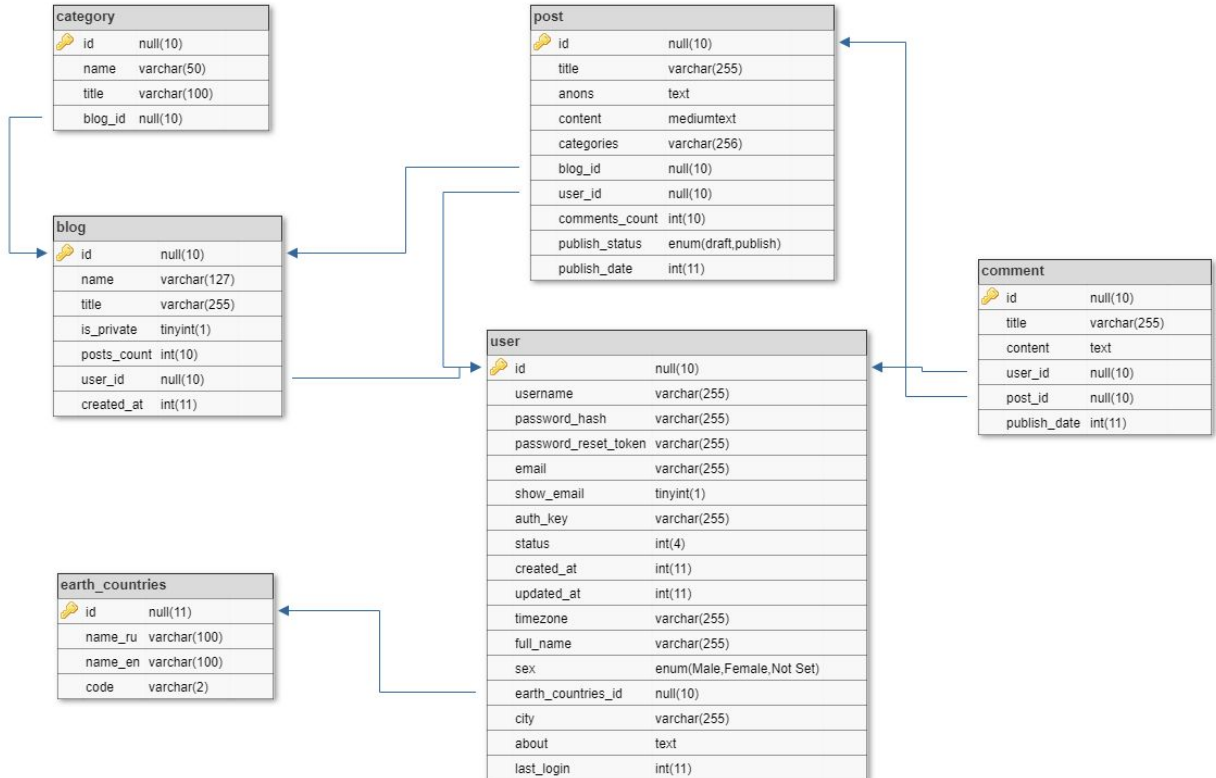 category
id null(10)
name varchar(50)
title varchar(100)
blog_id null(10)
post
id null(10)
title varchar(255)
anons text
content mediumtext
categories varchar(256)
blog_id null(10)
user_id null(10)
comments_count int(10)
publish_status enum(draft,publish)
publish_date int(11)
blog
id null(10)
name varchar(127)
title varchar(255)
is_private tinyint(1)
posts_count int(10)
user_id null(10)
created_at int(11)
comment
id null(10)
title varchar(255)
content text
user_id null(10)
post_id null(10)
publish_date int(11)
user
id null(10)
username varchar(255)
password_hash varchar(255)
password_reset_token varchar(255)
email varchar(255)
show_email tinyint(1)
auth_key varchar(255)
status int(4)
created_at int(11)
updated_at int(11)
timezone varchar(255)
full_name varchar(255)
sex enum(Male,Female,Not Set)
earth_countries_id null(10)
city varchar(255)
about text
last_login int(11)
earth_countries
id null(11)
name_ru varchar(100)
name_en varchar(100)
code varchar(2)